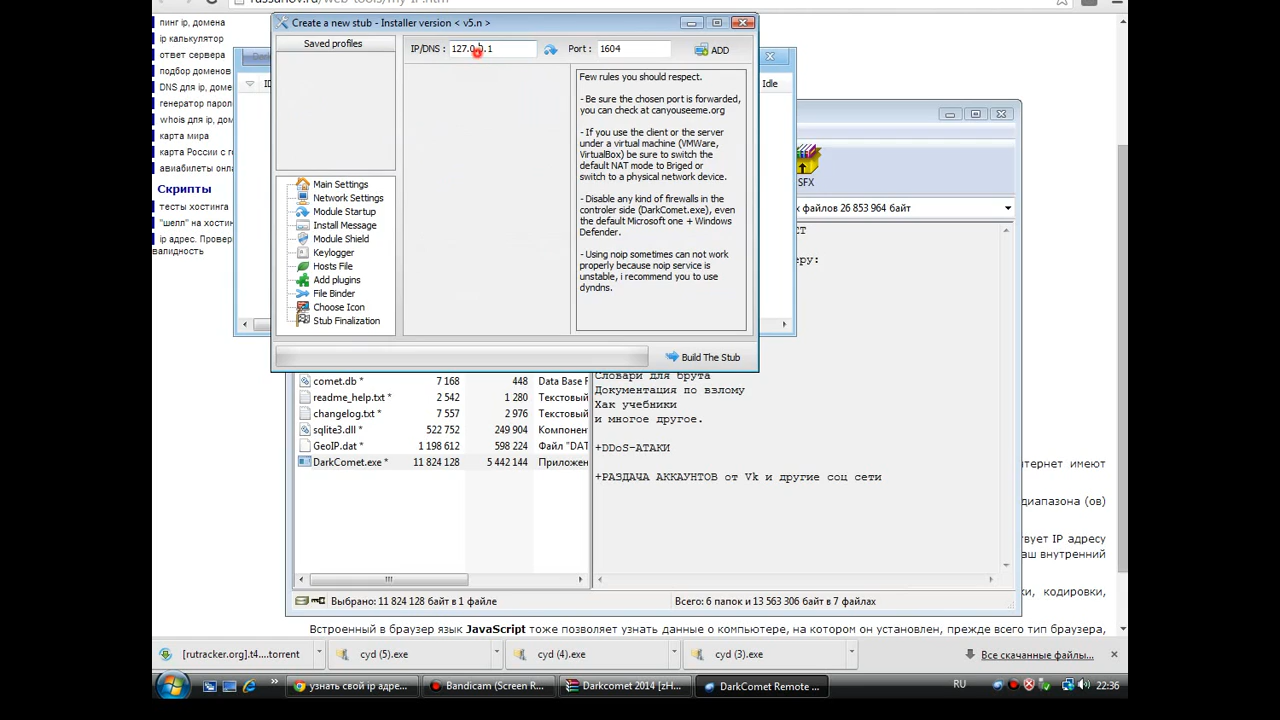 russanov.ru/web-tools/my-ip.htm
пинг ip, домена
ip калькулятор
ответ сервера
подбор доменов
DNS для ip, доме
генератор парол
whois для ip, дом
карта мира
карта России с г
авиабилеты онла
Скрипты
тесты хостинга
"шелл" на хостин
ip адрес. Провер
валидность
Create a new stub - Installer version < v5.n >
Saved profiles
Main Settings
Network Settings
Module Startup
Install Message
Module Shield
Keylogger
Hosts File
Add plugins
File Binder
Choose Icon
Stub Finalization
IP/DNS :
127.0.0.1
Port :
1604
ADD
Few rules you should respect.
- Be sure the chosen port is forwarded,
you can check at canyouseeme.org
- If you use the client or the server
under a virtual machine (VMWare,
VirtualBox) be sure to switch the
default NAT mode to Briged or
switch to a physical network device.
- Disable any kind of firewalls in the
controler side (DarkComet.exe), even
the default Microsoft one + Windows
Defender.
- Using noip sometimes can not work
properly because noip service is
unstable, i recommend you to use
dyndns.
Build The Stub
Idle
SFX
х файлов 26 853 964 байт
ЕТ
еру:
Словари для брута
Документация по взлому
Хак учебники
и многое другое.
+DDoS-АТАКИ
+РАЗДАЧА АККАУНТОВ от Vk и другие соц сети
comet.db * 7 168 448 Data Base F
readme_help.txt * 2 542 1 280 Текстовый
changelog.txt * 7 557 2 976 Текстовый
sqlite3.dll * 522 752 249 904 Компонен
GeoIP.dat * 1 198 612 598 224 Файл "DAT
DarkComet.exe * 11 824 128 5 442 144 Приложен
Выбрано: 11 824 128 байт в 1 файле
Всего: 6 папок и 13 563 306 байт в 7 файлах
тернет имеют
диапазона (ов)
твует IP адресу
аш внутренний
ки, кодировки,
Встроенный в браузер язык JavaScript тоже позволяет узнать данные о компьютере, на котором он установлен, прежде всего тип браузера,
[rutracker.org].t4....torrent
cyd (5).exe
cyd (4).exe
cyd (3).exe
Все скачанные файлы...
узнать свой ip адре...
Bandicam (Screen R...
Darkcomet 2014 [zH...
DarkComet Remote ...
RU
22:36